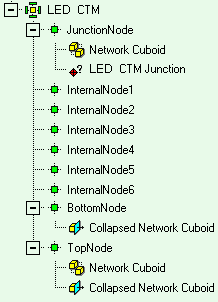 LED CTM
JunctionNode
Network Cuboid
? LED CTM Junction
InternalNode1
InternalNode2
InternalNode3
InternalNode4
InternalNode5
InternalNode6
BottomNode
Collapsed Network Cuboid
TopNode
Network Cuboid
Collapsed Network Cuboid